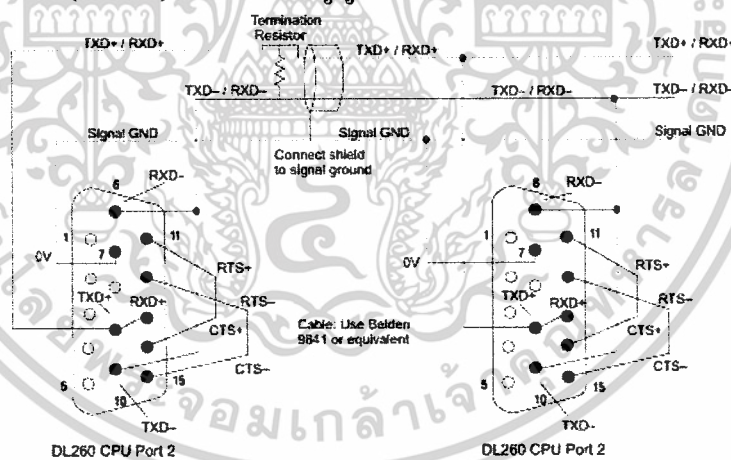 Termination
Resistor
TXD+ / RXD+
TXD+ / RXD+
TXD+ / RXD+
TXD– / RXD–
TXD– / RXD–
TXD– / RXD–
Signal GND
Signal GND
Signal GND
Connect shield
to signal ground
6
RXD–
1
11
7
0V
RTS+
TXD+
RXD+
RTS–
CTS+
CTS–
5
15
10
TXD–
DL260 CPU Port 2
Cable: Use Belden
9841 or equivalent
6
RXD–
1
11
7
0V
RTS+
TXD+
RXD+
RTS–
CTS+
CTS–
5
15
10
TXD–
DL260 CPU Port 2